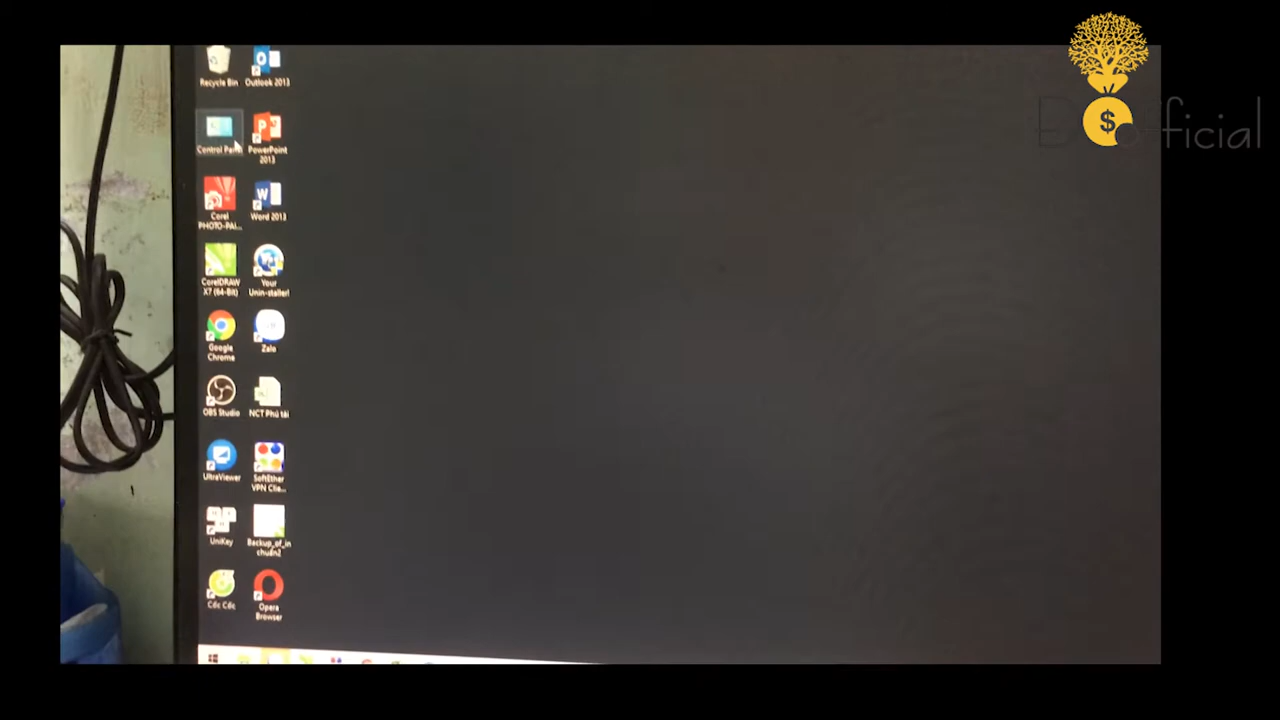 Recycle Bin
Outlook 2013
Control Panel
PowerPoint
2013
Corel
PHOTO-PAI...
Word 2013
CorelDRAW
X7 (64-Bit)
Your
Unin-staller!
Google
Chrome
Zalo
OBS Studio
NCT Phú tài
UltraViewer
SoftEther
VPN Clie...
UniKey
Backup_of_in
chuẩn2
Cốc Cốc
Opera
Browser
$
official